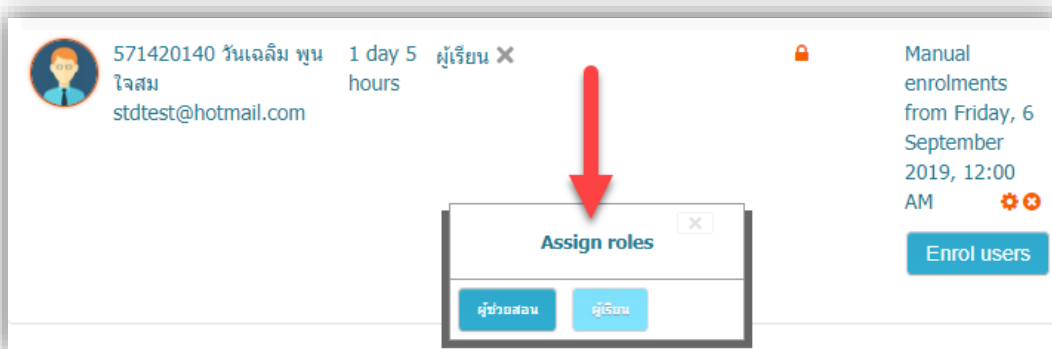 571420140 วันเฉลิม พูน
ใจสม
stdtest@hotmail.com
1 day 5
hours
ผู้เรียน
Manual
enrolments
from Friday, 6
September
2019, 12:00
AM
Enrol users
Assign roles
ผู้ช่วยสอน
ผู้เรียน